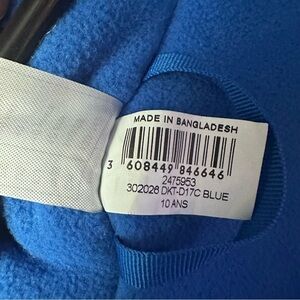 MADE IN BANGLADESH
3 608449 846646
2475953
302026 DKT-D17C BLUE
10 ANS